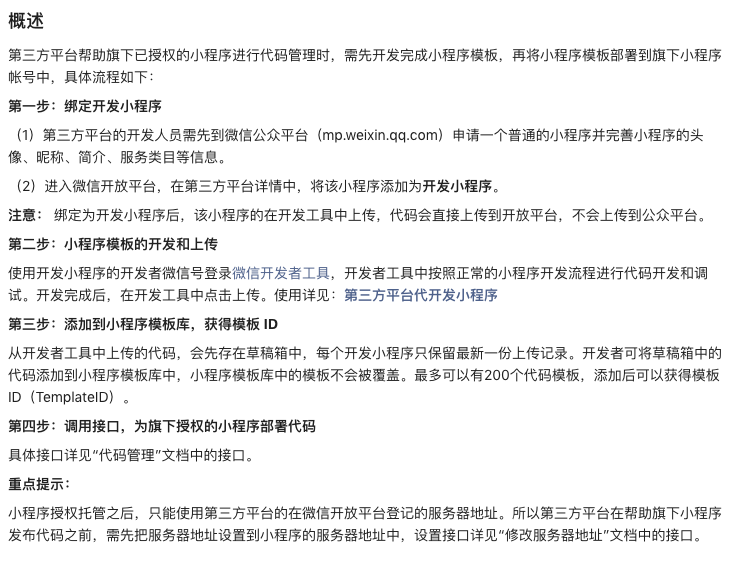 概述
第三方平台帮助旗下已授权的小程序进行代码管理时，需先开发完成小程序模板，再将小程序模板部署到旗下小程序
帐号中，具体流程如下：
第一步：绑定开发小程序
（1）第三方平台的开发人员需先到微信公众平台（mp.weixin.qq.com）申请一个普通的小程序并完善小程序的头
像、昵称、简介、服务类目等信息。
（2）进入微信开放平台，在第三方平台详情中，将该小程序添加为开发小程序。
注意： 绑定为开发小程序后，该小程序的在开发工具中上传，代码会直接上传到开放平台，不会上传到公众平台。
第二步：小程序模板的开发和上传
使用开发小程序的开发者微信号登录微信开发者工具，开发者工具中按照正常的小程序开发流程进行代码开发和调
试。开发完成后，在开发工具中点击上传。使用详见：第三方平台代开发小程序
第三步：添加到小程序模板库，获得模板 ID
从开发者工具中上传的代码，会先存在草稿箱中，每个开发小程序只保留最新一份上传记录。开发者可将草稿箱中的
代码添加到小程序模板库中，小程序模板库中的模板不会被覆盖。最多可以有200个代码模板，添加后可以获得模板
ID（TemplateID）。
第四步：调用接口，为旗下授权的小程序部署代码
具体接口详见“代码管理”文档中的接口。
重点提示：
小程序授权托管之后，只能使用第三方平台的在微信开放平台登记的服务器地址。所以第三方平台在帮助旗下小程序
发布代码之前，需先把服务器地址设置到小程序的服务器地址中，设置接口详见“修改服务器地址”文档中的接口。